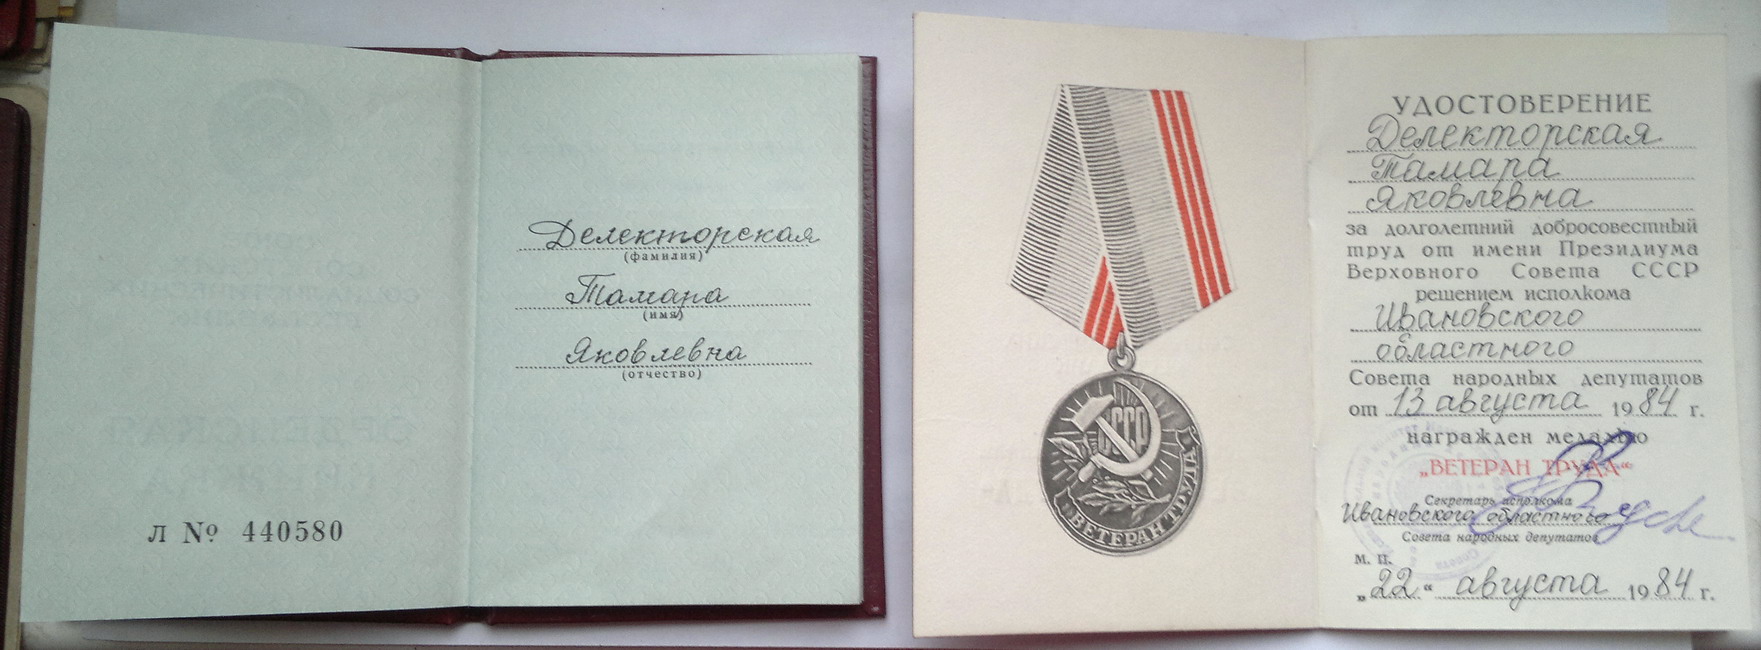 Л № 440580
Делекторская
(фамилия)
Тамара
(имя)
Яковлевна
(отчество)
СССР
ВЕТЕРАН ТРУДА
УДОСТОВЕРЕНИЕ
Делекторская
Тамара
Яковлевна
за долголетний добросовестный
труд от имени Президиума
Верховного Совета СССР
решением исполкома
Ивановского
областного
Совета народных депутатов
от 13 августа 1984 г.
награжден медалью
„ВЕТЕРАН ТРУДА“
Секретарь исполкома
Ивановского областного
Совета народных депутатов
М. П.
„22“ августа 1984 г.